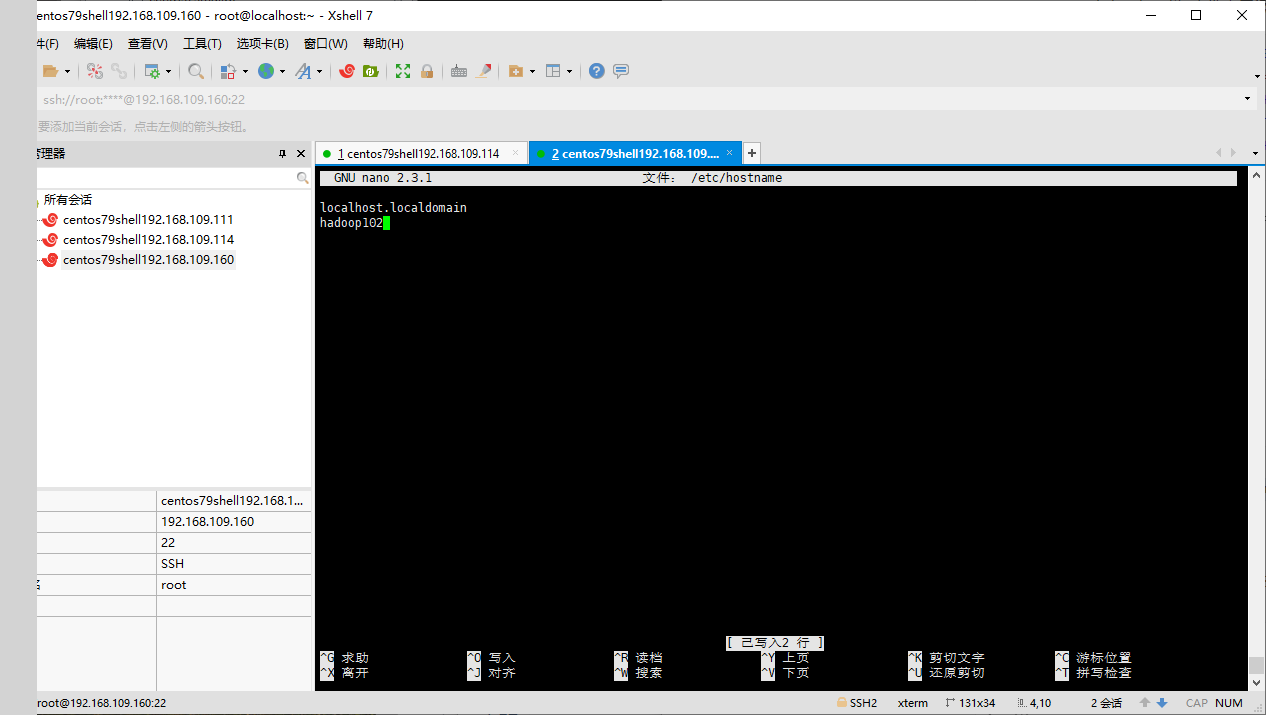 entos79shell192.168.109.160 - root@localhost:~ - Xshell 7
件(F) 编辑(E) 查看(V) 工具(T) 选项卡(B) 窗口(W) 帮助(H)
ssh://root:****@192.168.109.160:22
要添加当前会话，点击左侧的箭头按钮。
管理器
1 centos79shell192.168.109.114
2 centos79shell192.168.109....
所有会话
centos79shell192.168.109.111
centos79shell192.168.109.114
centos79shell192.168.109.160
centos79shell192.168.1...
192.168.109.160
22
SSH
名 root
GNU nano 2.3.1 文件： /etc/hostname
localhost.localdomain
hadoop102
[ 已写入2 行 ]
^G 求助 ^O 写入 ^R 读档 ^Y 上页 ^K 剪切文字 ^C 游标位置
^X 离开 ^J 对齐 ^W 搜索 ^V 下页 ^U 还原剪切 ^T 拼写检查
root@192.168.109.160:22 SSH2 xterm 131x34 4,10 2 会话 CAP NUM